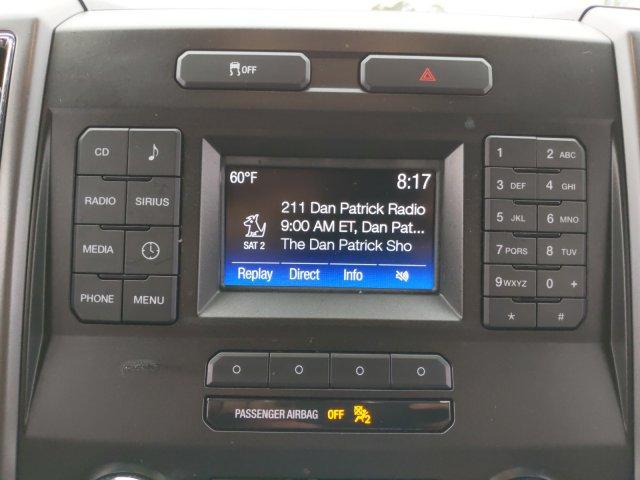 OFF
60°F
8:17
211 Dan Patrick Radio
9:00 AM ET, Dan Pat...
The Dan Patrick Sho
SAT 2
Replay Direct Info
CD
RADIO SIRIUS
MEDIA
PHONE MENU
1 2 ABC
3 DEF 4 GHI
5 JKL 6 MNO
7 PQRS 8 TUV
9 WXYZ 0 +
* #
PASSENGER AIRBAG OFF 2